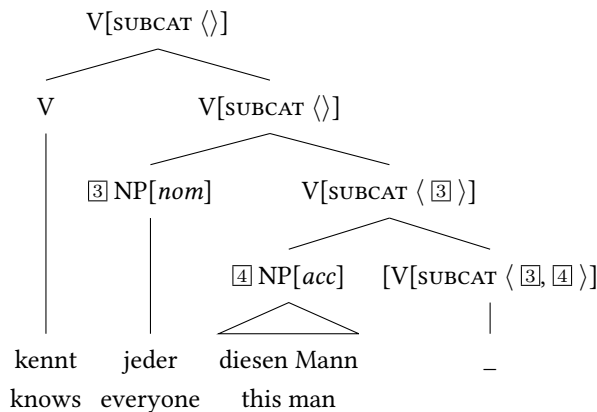 V[SUBCAT ⟨⟩]
V V[SUBCAT ⟨⟩]
3 NP[nom] V[SUBCAT ⟨ 3 ⟩]
4 NP[acc] [V[SUBCAT ⟨ 3, 4 ⟩]
kennt jeder diesen Mann _
knows everyone this man